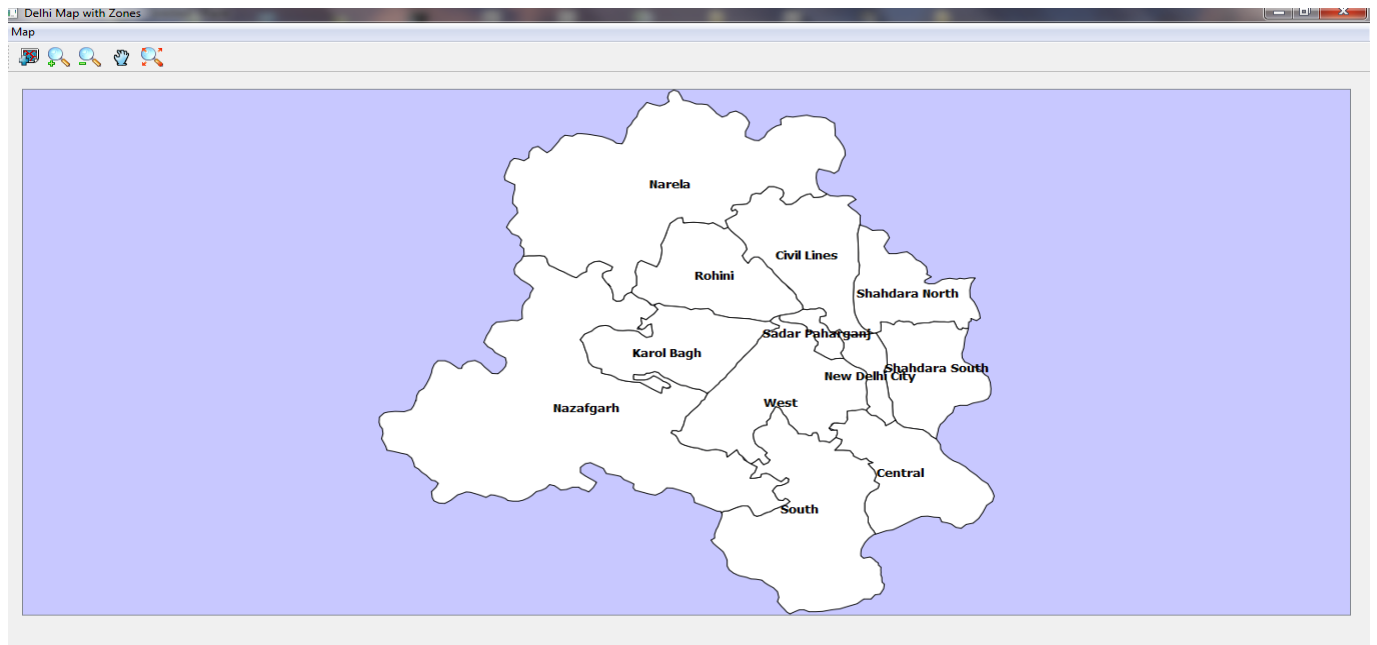 Delhi Map with Zones
Map
Narela
Civil Lines
Rohini
Shahdara North
Sadar Paharganj
Karol Bagh
Shahdara South
New Delhi City
West
Nazafgarh
Central
South